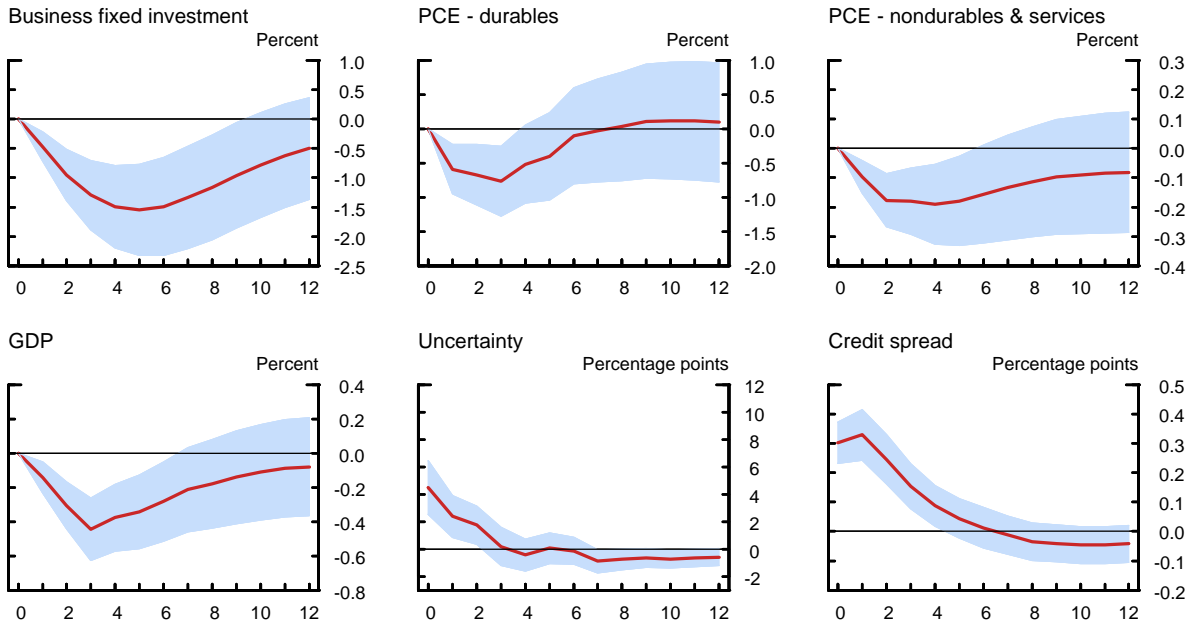 Business fixed investment
Percent
1.0
0.5
0.0
-0.5
-1.0
-1.5
-2.0
-2.5
0 2 4 6 8 10 12
PCE - durables
Percent
1.0
0.5
0.0
-0.5
-1.0
-1.5
-2.0
0 2 4 6 8 10 12
PCE - nondurables & services
Percent
0.3
0.2
0.1
0.0
-0.1
-0.2
-0.3
-0.4
0 2 4 6 8 10 12
GDP
Percent
0.4
0.2
0.0
-0.2
-0.4
-0.6
-0.8
0 2 4 6 8 10 12
Uncertainty
Percentage points
12
10
8
6
4
2
0
-2
0 2 4 6 8 10 12
Credit spread
Percentage points
0.5
0.4
0.3
0.2
0.1
0.0
-0.1
-0.2
0 2 4 6 8 10 12